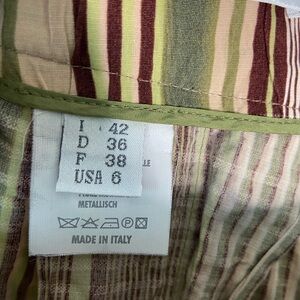 I 42
D 36
F 38
USA 6
METALLISCH
MADE IN ITALY